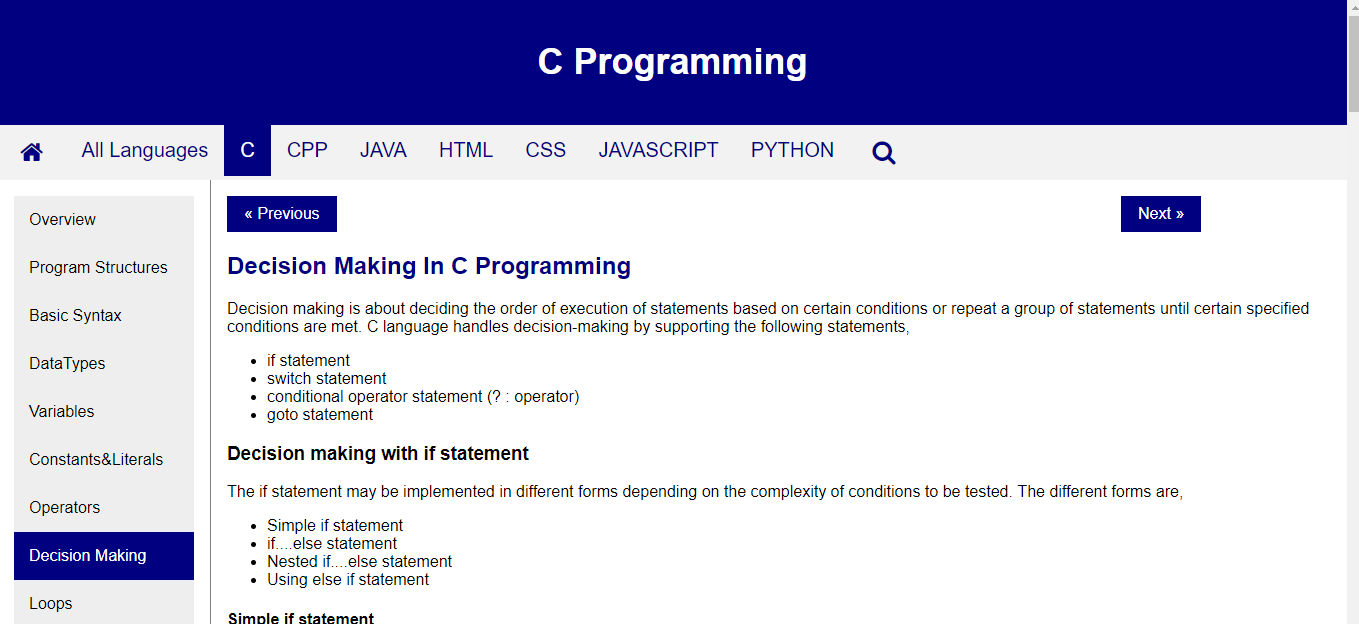 C Programming
All Languages C CPP JAVA HTML CSS JAVASCRIPT PYTHON
Overview
Program Structures
Basic Syntax
DataTypes
Variables
Constants&Literals
Operators
Decision Making
Loops
« Previous
Next »
Decision Making In C Programming
Decision making is about deciding the order of execution of statements based on certain conditions or repeat a group of statements until certain specified
conditions are met. C language handles decision-making by supporting the following statements,
• if statement
• switch statement
• conditional operator statement (? : operator)
• goto statement
Decision making with if statement
The if statement may be implemented in different forms depending on the complexity of conditions to be tested. The different forms are,
• Simple if statement
• if....else statement
• Nested if....else statement
• Using else if statement
Simple if statement